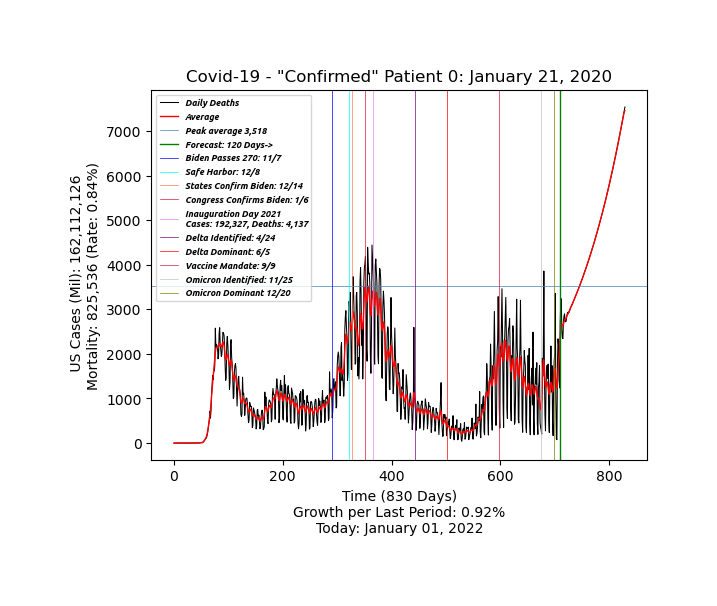 Covid-19 - "Confirmed" Patient 0: January 21, 2020
Daily Deaths
Average
Peak average 3,518
Forecast: 120 Days->
Biden Passes 270: 11/7
Safe Harbor: 12/8
States Confirm Biden: 12/14
Congress Confirms Biden: 1/6
Inauguration Day 2021
Cases: 192,327, Deaths: 4,137
Delta Identified: 4/24
Delta Dominant: 6/5
Vaccine Mandate: 9/9
Omicron Identified: 11/25
Omicron Dominant 12/20
US Cases (Mil): 162,112,126
Mortality: 825,536 (Rate: 0.84%)
7000
6000
5000
4000
3000
2000
1000
0
0 200 400 600 800
Time (830 Days)
Growth per Last Period: 0.92%
Today: January 01, 2022